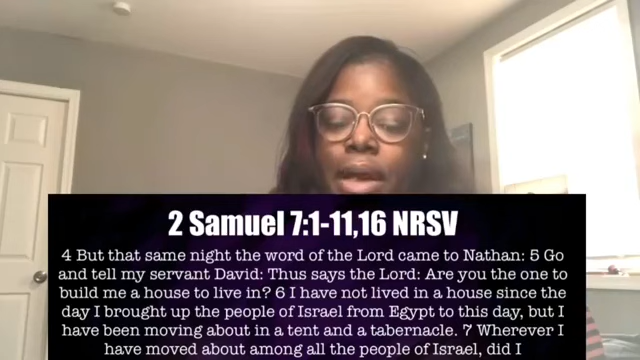 2 Samuel 7:1-11,16 NRSV
4 But that same night the word of the Lord came to Nathan: 5 Go
and tell my servant David: Thus says the Lord: Are you the one to
build me a house to live in? 6 I have not lived in a house since the
day I brought up the people of Israel from Egypt to this day, but I
have been moving about in a tent and a tabernacle. 7 Wherever I
have moved about among all the people of Israel, did I